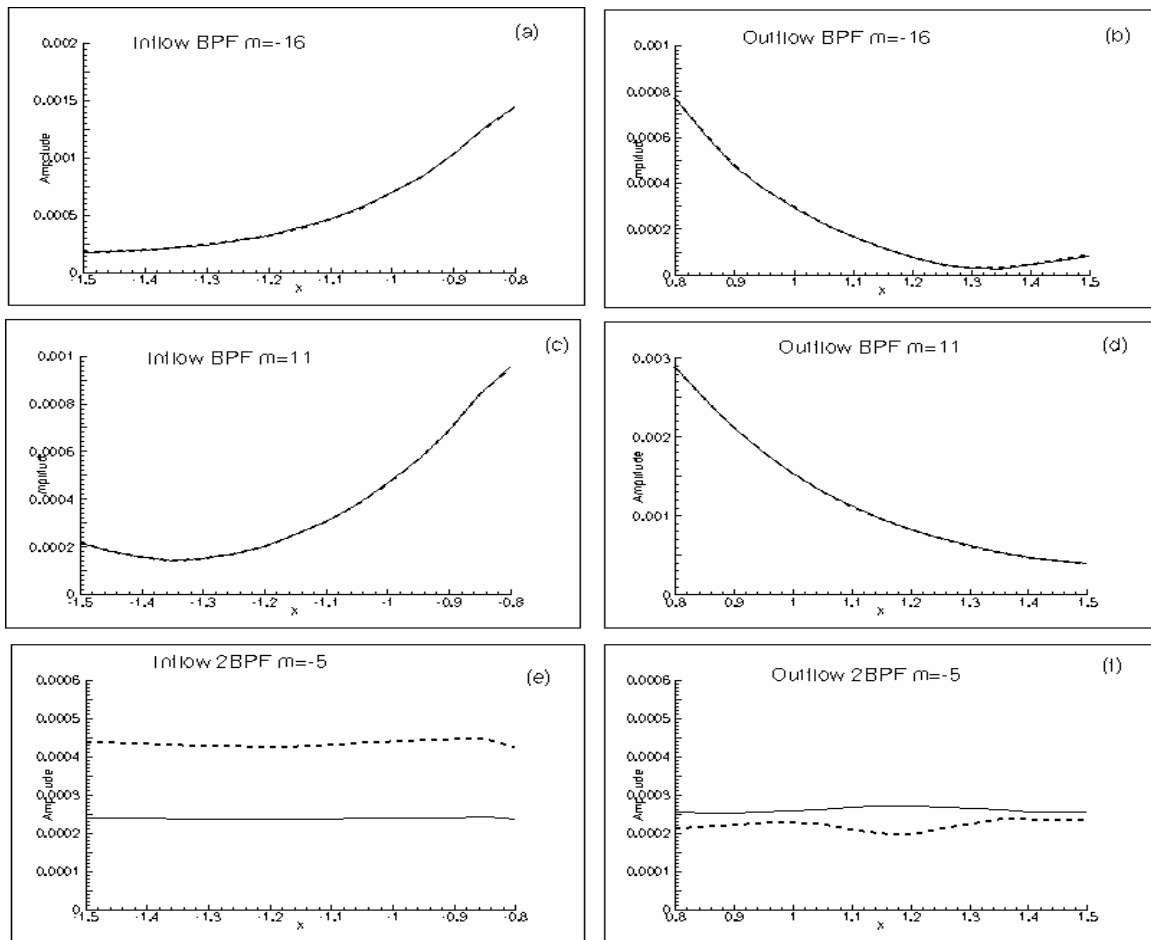 Inflow BPF m=-16
(a)
0.002
0.0015
0.001
0.0005
0
Amplitude
-1.5 -1.4 -1.3 -1.2 -1.1 -1 -0.9 -0.8
x
Outflow BPF m=-16
(b)
0.001
0.0008
0.0006
0.0004
0.0002
0
mplitude
0.8 0.9 1 1.1 1.2 1.3 1.4 1.5
x
Inflow BPF m=11
(c)
0.001
0.0008
0.0006
0.0004
0.0002
0
mplitude
-1.5 -1.4 -1.3 -1.2 -1.1 -1 -0.9 -0.8
x
Outflow BPF m=11
(d)
0.003
0.002
0.001
0
Amplitude
0.8 0.9 1 1.1 1.2 1.3 1.4 1.5
x
Inflow 2BPF m=-5
(e)
0.0006
0.0005
0.0004
0.0003
0.0002
0.0001
0
Amplitude
-1.5 -1.4 -1.3 -1.2 -1.1 -1 -0.9 -0.8
x
Outflow 2BPF m=-5
(f)
0.0006
0.0005
0.0004
0.0003
0.0002
0.0001
0
Amplitude
0.8 0.9 1 1.1 1.2 1.3 1.4 1.5
x